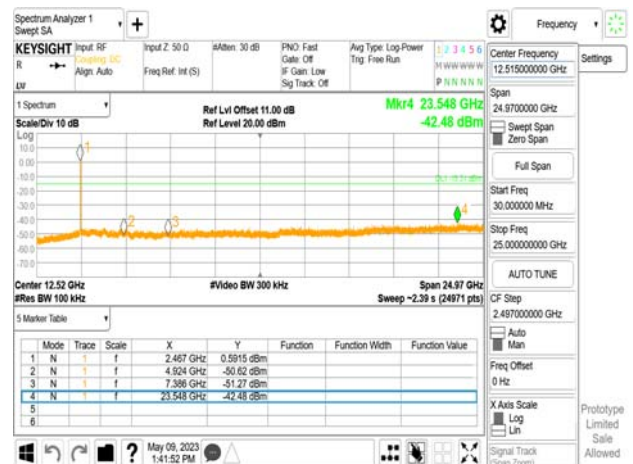 Spectrum Analyzer 1
Swept SA
Frequency
KEYSIGHT Input: RF
Coupling: DC
Align: Auto
Input Z: 50 Ω
Freq Ref: Int (S)
#Atten: 30 dB
PNO: Fast
Gate: Off
IF Gain: Low
Sig Track: Off
Avg Type: Log-Power
Trig: Free Run
1 2 3 4 5 6
M W W W W W
P N N N N N
R
LW
1 Spectrum
Scale/Div 10 dB
Ref Lvl Offset 11.00 dB
Ref Level 20.00 dBm
Mkr4 23.548 GHz
-42.48 dBm
Log
10.0
0.00
-10.0
-20.0
-30.0
-40.0
-50.0
-60.0
-70.0
1
2
3
4
Center 12.52 GHz
#Res BW 100 kHz
#Video BW 300 kHz
Span 24.97 GHz
Sweep ~2.39 s (24971 pts)
5 Marker Table
Mode Trace Scale X Y Function Function Width Function Value
1 N 1 f 2.467 GHz 0.5915 dBm
2 N 1 f 4.924 GHz -50.62 dBm
3 N 1 f 7.386 GHz -51.27 dBm
4 N 1 f 23.548 GHz -42.48 dBm
5
6
May 09, 2023
1:41:52 PM
Center Frequency
12.515000000 GHz
Settings
Span
24.9700000 GHz
Swept Span
Zero Span
Full Span
Start Freq
30.000000 MHz
Stop Freq
25.000000000 GHz
AUTO TUNE
CF Step
2.497000000 GHz
Auto
Man
Freq Offset
0 Hz
X Axis Scale
Log
Lin
Signal Track
(Span Zoom)
Prototype
Limited
Sale
Allowed